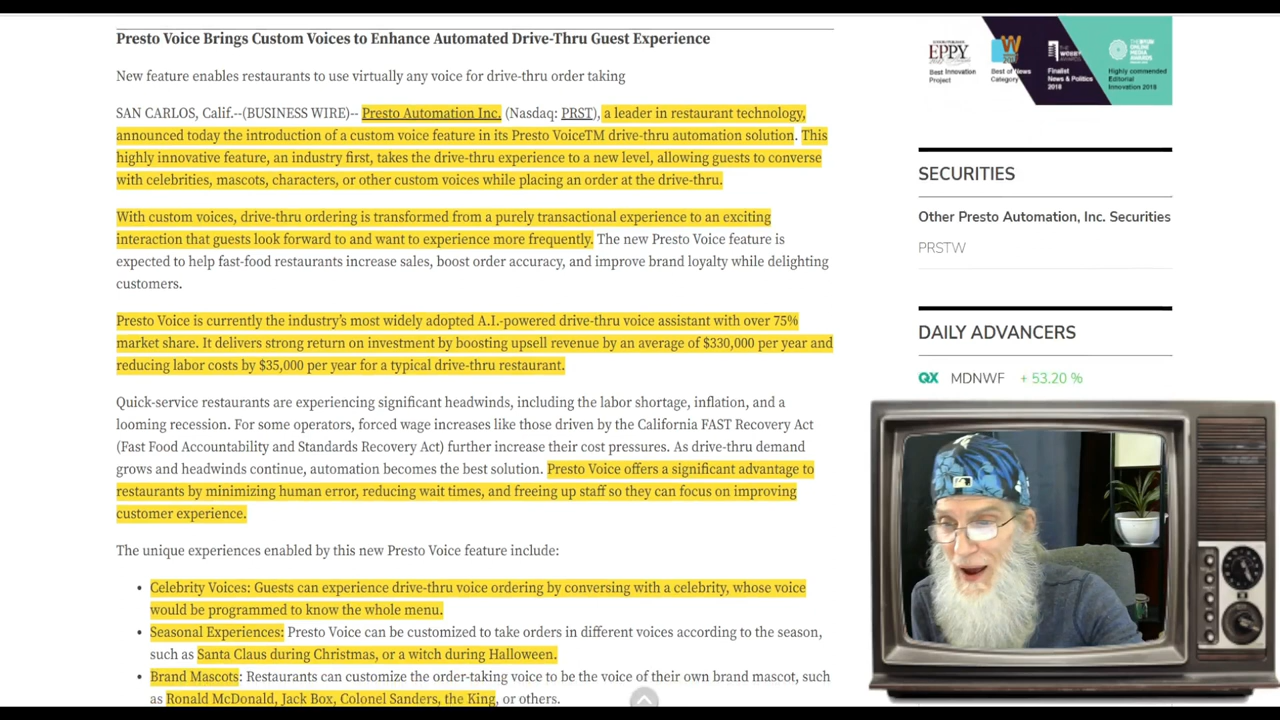 Presto Voice Brings Custom Voices to Enhance Automated Drive-Thru Guest Experience
New feature enables restaurants to use virtually any voice for drive-thru order taking
SAN CARLOS, Calif.--(BUSINESS WIRE)-- Presto Automation Inc. (Nasdaq: PRST), a leader in restaurant technology,
announced today the introduction of a custom voice feature in its Presto VoiceTM drive-thru automation solution. This
highly innovative feature, an industry first, takes the drive-thru experience to a new level, allowing guests to converse
with celebrities, mascots, characters, or other custom voices while placing an order at the drive-thru.
With custom voices, drive-thru ordering is transformed from a purely transactional experience to an exciting
interaction that guests look forward to and want to experience more frequently. The new Presto Voice feature is
expected to help fast-food restaurants increase sales, boost order accuracy, and improve brand loyalty while delighting
customers.
Presto Voice is currently the industry's most widely adopted A.I.-powered drive-thru voice assistant with over 75%
market share. It delivers strong return on investment by boosting upsell revenue by an average of $330,000 per year and
reducing labor costs by $35,000 per year for a typical drive-thru restaurant.
Quick-service restaurants are experiencing significant headwinds, including the labor shortage, inflation, and a
looming recession. For some operators, forced wage increases like those driven by the California FAST Recovery Act
(Fast Food Accountability and Standards Recovery Act) further increase their cost pressures. As drive-thru demand
grows and headwinds continue, automation becomes the best solution. Presto Voice offers a significant advantage to
restaurants by minimizing human error, reducing wait times, and freeing up staff so they can focus on improving
customer experience.
The unique experiences enabled by this new Presto Voice feature include:
• Celebrity Voices: Guests can experience drive-thru voice ordering by conversing with a celebrity, whose voice
would be programmed to know the whole menu.
• Seasonal Experiences: Presto Voice can be customized to take orders in different voices according to the season,
such as Santa Claus during Christmas, or a witch during Halloween.
• Brand Mascots: Restaurants can customize the order-taking voice to be the voice of their own brand mascot, such
as Ronald McDonald, Jack Box, Colonel Sanders, the King, or others.
EPPY
Best Innovation
Project
Best of News
Category
Finalist
News & Politics
2018
Highly commended
Editorial
Innovation 2018
SECURITIES
Other Presto Automation, Inc. Securities
PRSTW
DAILY ADVANCERS
QX MDNWF + 53.20 %